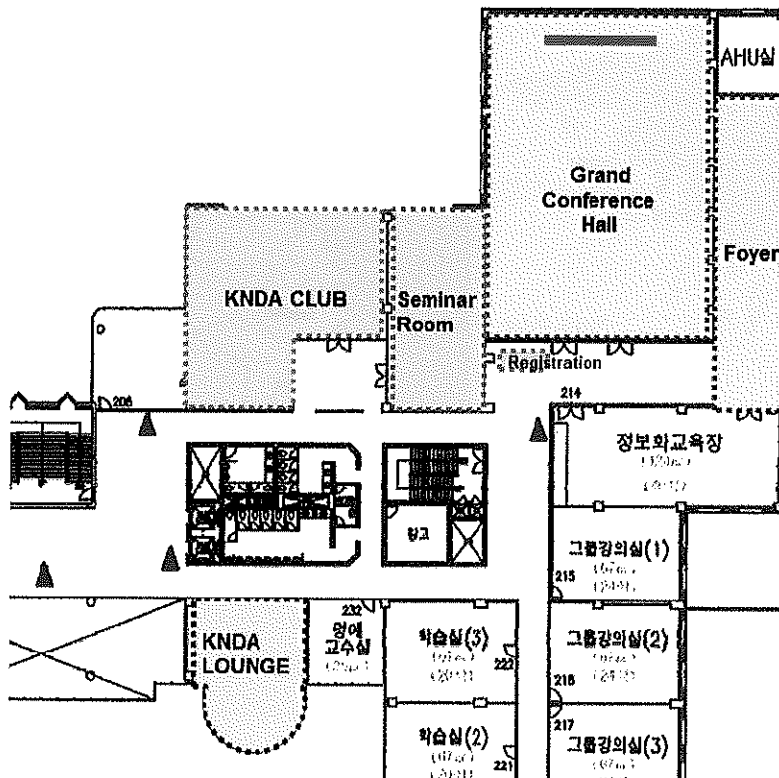 AHU실
Grand
Conference
Hall
Foyer
KNDA CLUB
Seminar
Room
Registration
206
214
정보화교육장
창고
그룹강의실(1)
215
232
명예
교수실
KNDA
LOUNGE
학습실(3)
222
그룹강의실(2)
216
217
학습실(2)
221
그룹강의실(3)